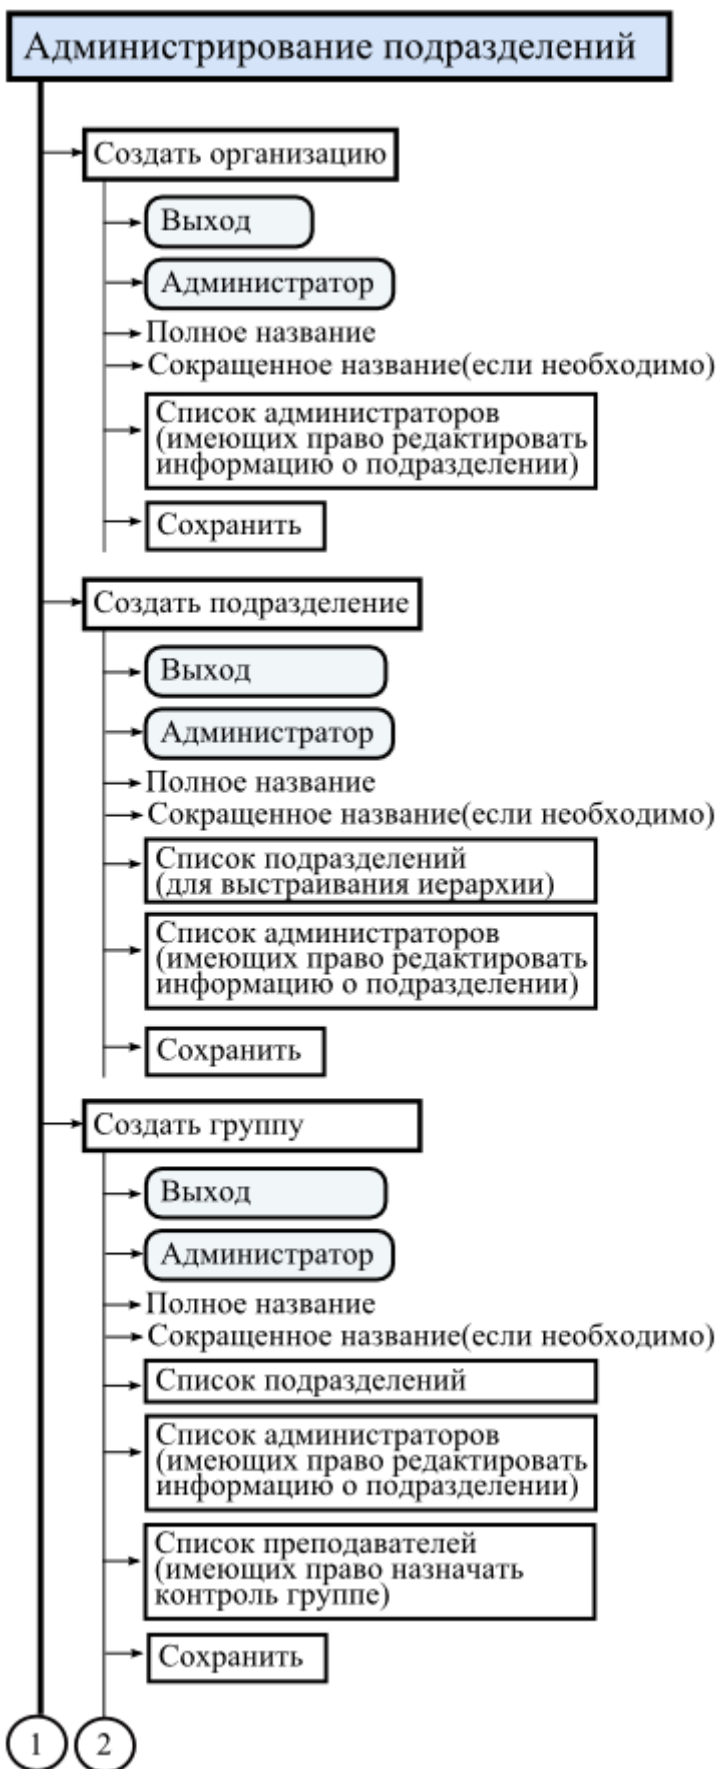 Администрирование подразделений
Создать организацию
Выход
Администратор
Полное название
Сокращенное название(если необходимо)
Список администраторов
(имеющих право редактировать
информацию о подразделении)
Сохранить
Создать подразделение
Выход
Администратор
Полное название
Сокращенное название(если необходимо)
Список подразделений
(для выстраивания иерархии)
Список администраторов
(имеющих право редактировать
информацию о подразделении)
Сохранить
Создать группу
Выход
Администратор
Полное название
Сокращенное название(если необходимо)
Список подразделений
Список администраторов
(имеющих право редактировать
информацию о подразделении)
Список преподавателей
(имеющих право назначать
контроль группе)
Сохранить
1 2